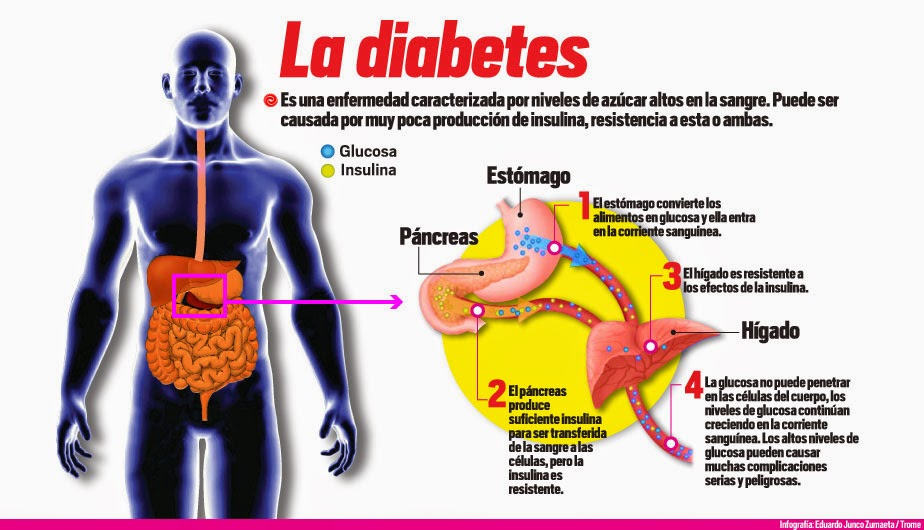 La diabetes
Es una enfermedad caracterizada por niveles de azúcar altos en la sangre. Puede ser
causada por muy poca producción de insulina, resistencia a esta o ambas.
Glucosa
Insulina
Estómago
Páncreas
1 El estómago convierte los
alimentos en glucosa y ella entra
en la corriente sanguínea.
3 El hígado es resistente a
los efectos de la insulina.
Hígado
2 El páncreas
produce
suficiente insulina
para ser transferida
de la sangre a las
células, pero la
insulina es
resistente.
4 La glucosa no puede penetrar
en las células del cuerpo, los
niveles de glucosa continúan
creciendo en la corriente
sanguínea. Los altos niveles de
glucosa pueden causar
muchas complicaciones
serias y peligrosas.
Infografía: Eduardo Junco Zumaeta / Trome